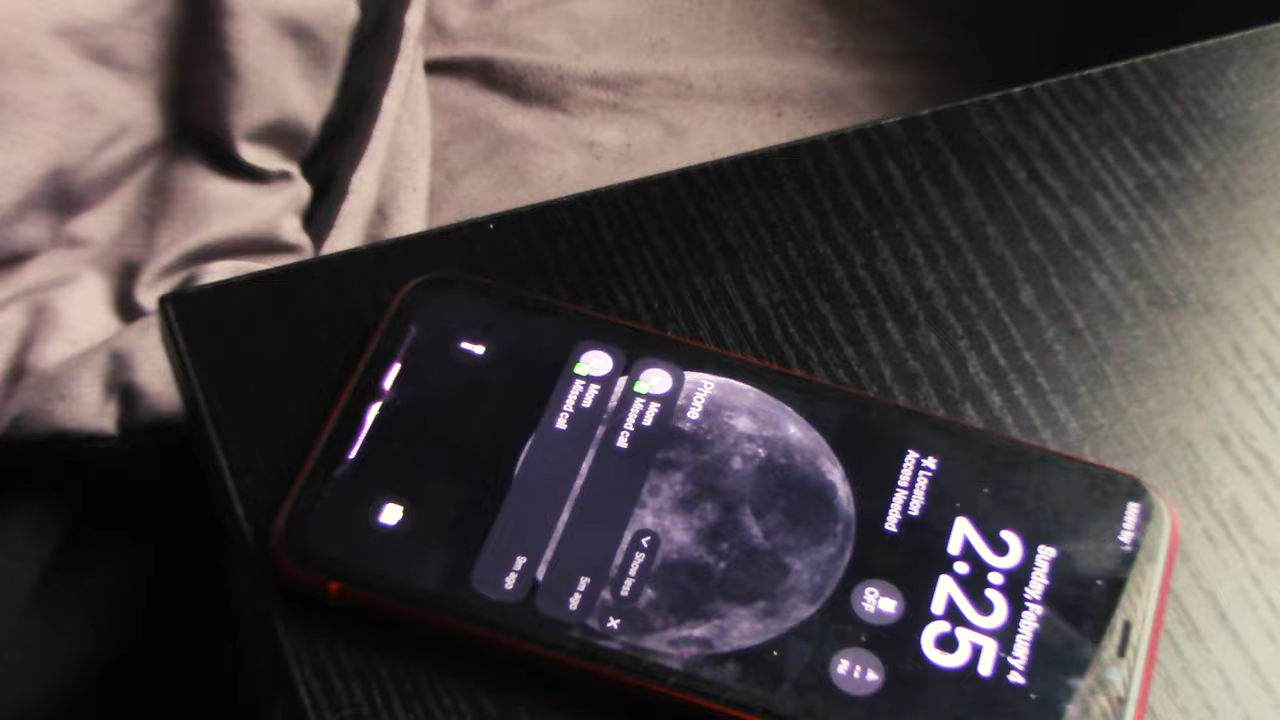 Sunday, February 4
2:25
Location
Access Needed
OFF
Phone
Show less
Mom
Missed call
5m ago
Mom
Missed call
9m ago